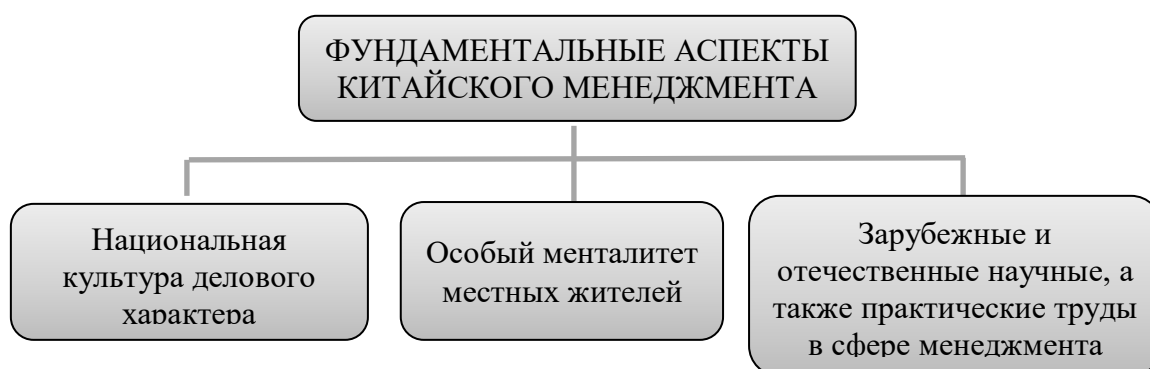 ФУНДАМЕНТАЛЬНЫЕ АСПЕКТЫ
КИТАЙСКОГО МЕНЕДЖМЕНТА
Национальная
культура делового
характера
Особый менталитет
местных жителей
Зарубежные и
отечественные научные, а
также практические труды
в сфере менеджмента